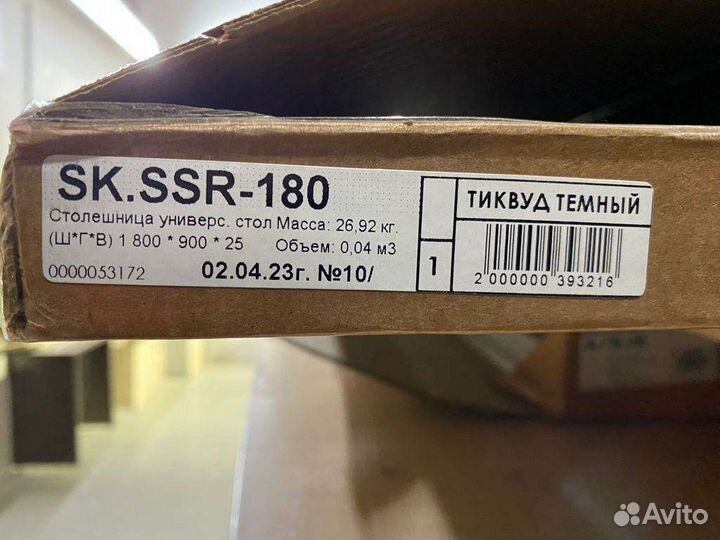 SK.SSR-180
Столешница универс. стол Масса: 26,92 кг.
(Ш*Г*В) 1 800 * 900 * 25 Объем: 0,04 м3
0000053172 02.04.23г. №10/
1
ТИКВУД ТЕМНЫЙ
2 000000 393216
Avito